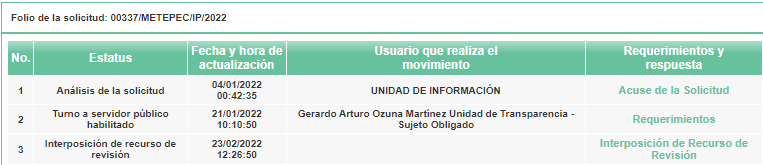 Folio de la solicitud: 00337/METEPEC/IP/2022
No. Estatus Fecha y hora de actualización Usuario que realiza el movimiento Requerimientos y respuesta
1 Análisis de la solicitud 04/01/2022 00:42:35 UNIDAD DE INFORMACIÓN Acuse de la Solicitud
2 Turno a servidor público habilitado 21/01/2022 10:10:50 Gerardo Arturo Ozuna Martínez Unidad de Transparencia - Sujeto Obligado Requerimientos
3 Interposición de recurso de revisión 23/02/2022 12:26:50 Interposición de Recurso de Revisión